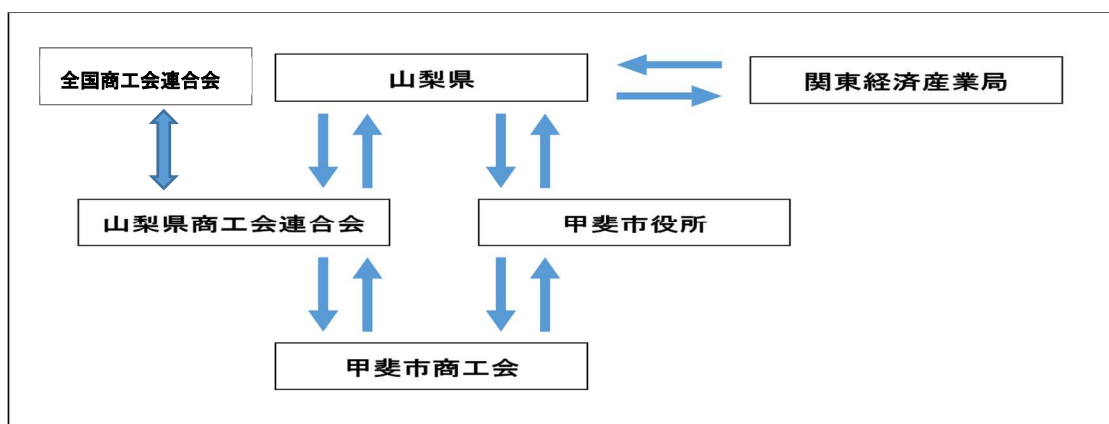 全国商工会連合会
山梨県
関東経済産業局
山梨県商工会連合会
甲斐市役所
甲斐市商工会